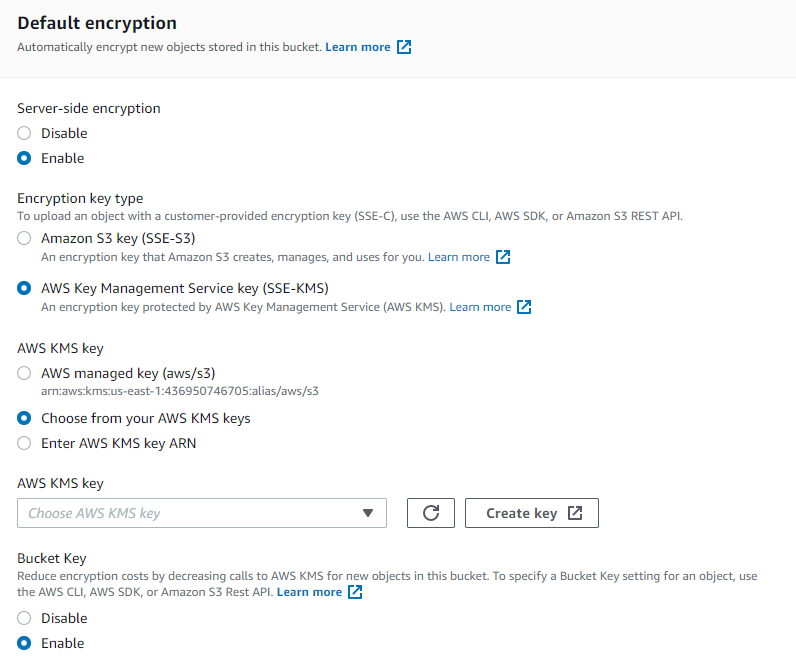 Default encryption
Automatically encrypt new objects stored in this bucket. Learn more
Server-side encryption
Disable
Enable
Encryption key type
To upload an object with a customer-provided encryption key (SSE-C), use the AWS CLI, AWS SDK, or Amazon S3 REST API.
Amazon S3 key (SSE-S3)
An encryption key that Amazon S3 creates, manages, and uses for you. Learn more
AWS Key Management Service key (SSE-KMS)
An encryption key protected by AWS Key Management Service (AWS KMS). Learn more
AWS KMS key
AWS managed key (aws/s3)
arn:aws:kms:us-east-1:436950746705:alias/aws/s3
Choose from your AWS KMS keys
Enter AWS KMS key ARN
AWS KMS key
Choose AWS KMS key
Create key
Bucket Key
Reduce encryption costs by decreasing calls to AWS KMS for new objects in this bucket. To specify a Bucket Key setting for an object, use
the AWS CLI, AWS SDK, or Amazon S3 Rest API. Learn more
Disable
Enable